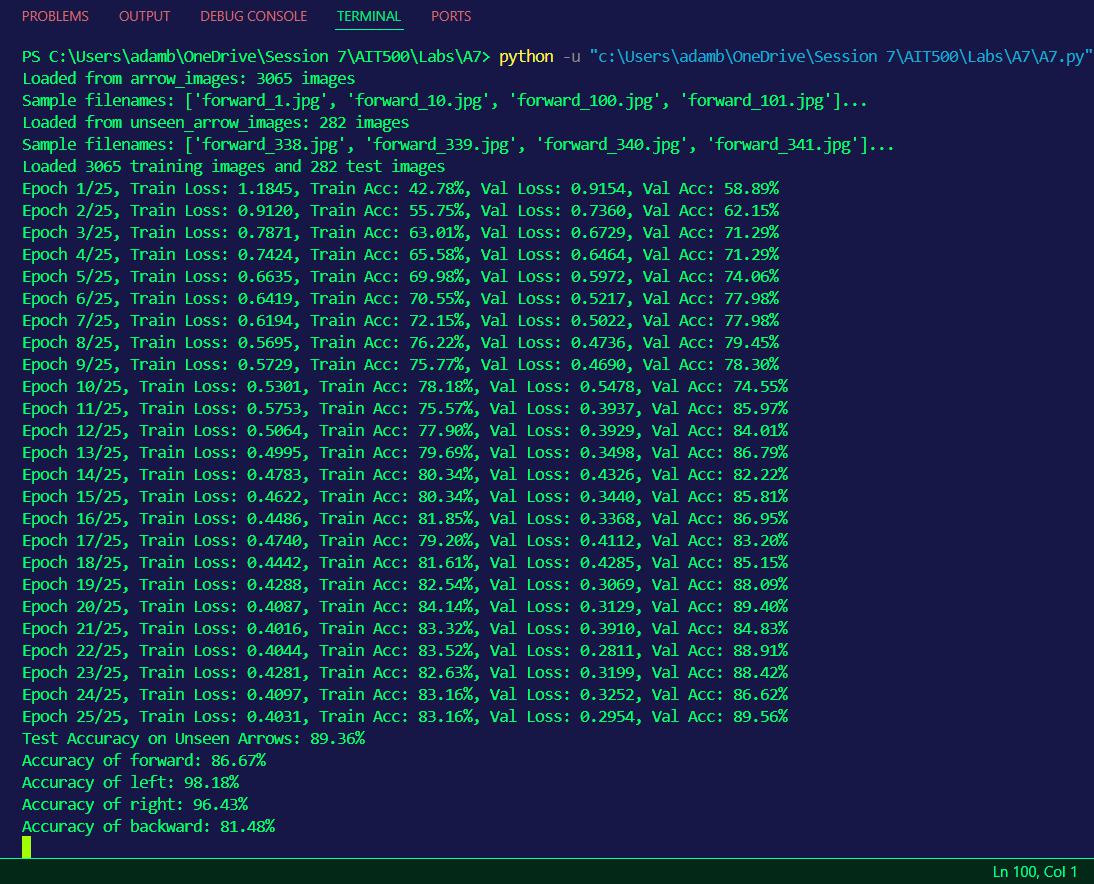 PROBLEMS OUTPUT DEBUG CONSOLE TERMINAL PORTS
PS C:\Users\adamb\OneDrive\Session 7\AIT500\Labs\A7> python -u "c:\Users\adamb\OneDrive\Session 7\AIT500\Labs\A7\A7.py"
Loaded from arrow_images: 3065 images
Sample filenames: ['forward_1.jpg', 'forward_10.jpg', 'forward_100.jpg', 'forward_101.jpg']...
Loaded from unseen_arrow_images: 282 images
Sample filenames: ['forward_338.jpg', 'forward_339.jpg', 'forward_340.jpg', 'forward_341.jpg']...
Loaded 3065 training images and 282 test images
Epoch 1/25, Train Loss: 1.1845, Train Acc: 42.78%, Val Loss: 0.9154, Val Acc: 58.89%
Epoch 2/25, Train Loss: 0.9120, Train Acc: 55.75%, Val Loss: 0.7360, Val Acc: 62.15%
Epoch 3/25, Train Loss: 0.7871, Train Acc: 63.01%, Val Loss: 0.6729, Val Acc: 71.29%
Epoch 4/25, Train Loss: 0.7424, Train Acc: 65.58%, Val Loss: 0.6464, Val Acc: 71.29%
Epoch 5/25, Train Loss: 0.6635, Train Acc: 69.98%, Val Loss: 0.5972, Val Acc: 74.06%
Epoch 6/25, Train Loss: 0.6419, Train Acc: 70.55%, Val Loss: 0.5217, Val Acc: 77.98%
Epoch 7/25, Train Loss: 0.6194, Train Acc: 72.15%, Val Loss: 0.5022, Val Acc: 77.98%
Epoch 8/25, Train Loss: 0.5695, Train Acc: 76.22%, Val Loss: 0.4736, Val Acc: 79.45%
Epoch 9/25, Train Loss: 0.5729, Train Acc: 75.77%, Val Loss: 0.4690, Val Acc: 78.30%
Epoch 10/25, Train Loss: 0.5301, Train Acc: 78.18%, Val Loss: 0.5478, Val Acc: 74.55%
Epoch 11/25, Train Loss: 0.5753, Train Acc: 75.57%, Val Loss: 0.3937, Val Acc: 85.97%
Epoch 12/25, Train Loss: 0.5064, Train Acc: 77.90%, Val Loss: 0.3929, Val Acc: 84.01%
Epoch 13/25, Train Loss: 0.4995, Train Acc: 79.69%, Val Loss: 0.3498, Val Acc: 86.79%
Epoch 14/25, Train Loss: 0.4783, Train Acc: 80.34%, Val Loss: 0.4326, Val Acc: 82.22%
Epoch 15/25, Train Loss: 0.4622, Train Acc: 80.34%, Val Loss: 0.3440, Val Acc: 85.81%
Epoch 16/25, Train Loss: 0.4486, Train Acc: 81.85%, Val Loss: 0.3368, Val Acc: 86.95%
Epoch 17/25, Train Loss: 0.4740, Train Acc: 79.20%, Val Loss: 0.4112, Val Acc: 83.20%
Epoch 18/25, Train Loss: 0.4442, Train Acc: 81.61%, Val Loss: 0.4285, Val Acc: 85.15%
Epoch 19/25, Train Loss: 0.4288, Train Acc: 82.54%, Val Loss: 0.3069, Val Acc: 88.09%
Epoch 20/25, Train Loss: 0.4087, Train Acc: 84.14%, Val Loss: 0.3129, Val Acc: 89.40%
Epoch 21/25, Train Loss: 0.4016, Train Acc: 83.32%, Val Loss: 0.3910, Val Acc: 84.83%
Epoch 22/25, Train Loss: 0.4044, Train Acc: 83.52%, Val Loss: 0.2811, Val Acc: 88.91%
Epoch 23/25, Train Loss: 0.4281, Train Acc: 82.63%, Val Loss: 0.3199, Val Acc: 88.42%
Epoch 24/25, Train Loss: 0.4097, Train Acc: 83.16%, Val Loss: 0.3252, Val Acc: 86.62%
Epoch 25/25, Train Loss: 0.4031, Train Acc: 83.16%, Val Loss: 0.2954, Val Acc: 89.56%
Test Accuracy on Unseen Arrows: 89.36%
Accuracy of forward: 86.67%
Accuracy of left: 98.18%
Accuracy of right: 96.43%
Accuracy of backward: 81.48%
Ln 100, Col 1